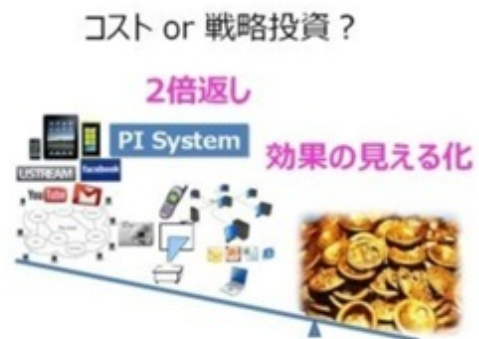 コスト or 戦略投資？
2倍返し
PI System
効果の見える化
USTREAM
facebook
YouTube